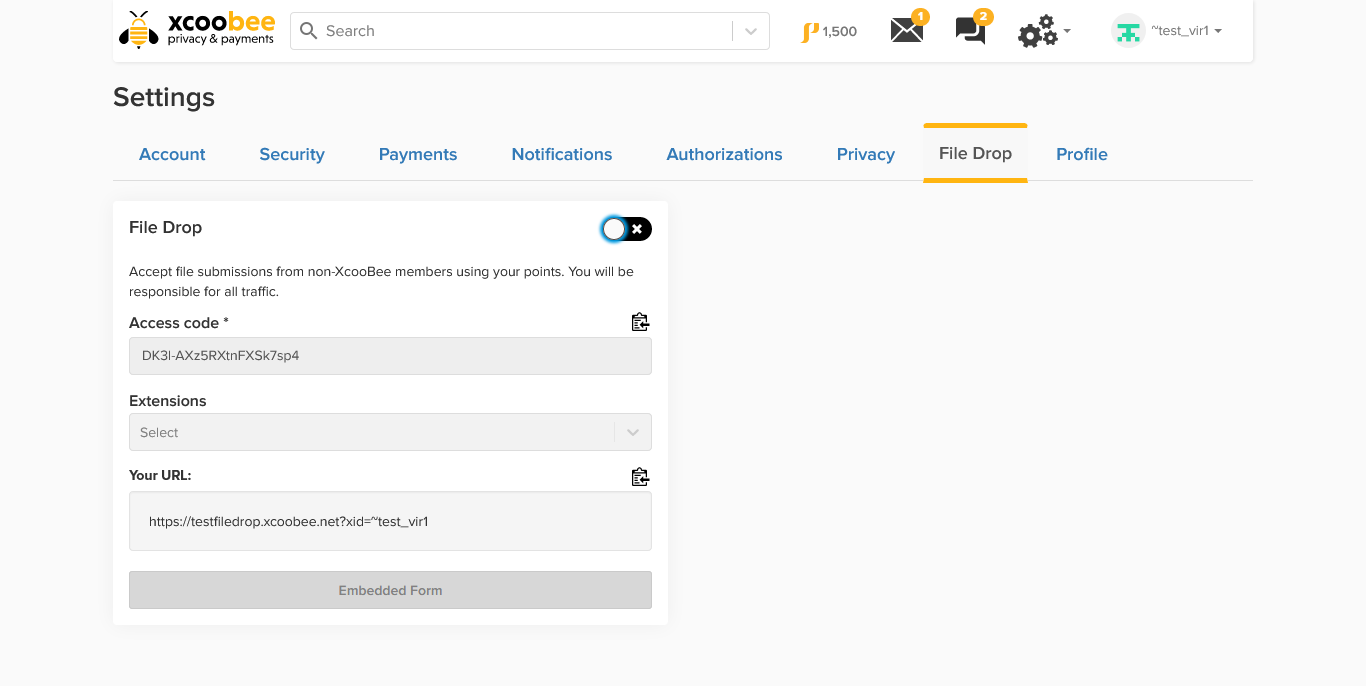 xcoobee
privacy & payments
Search
1,500
1
2
~test_vir1
Settings
Account
Security
Payments
Notifications
Authorizations
Privacy
File Drop
Profile
File Drop
Accept file submissions from non-XcooBee members using your points. You will be
responsible for all traffic.
Access code *
DK3l-AXz5RXtnFXSk7sp4
Extensions
Select
Your URL:
https://testfiledrop.xcoobee.net?xid=~test_vir1
Embedded Form